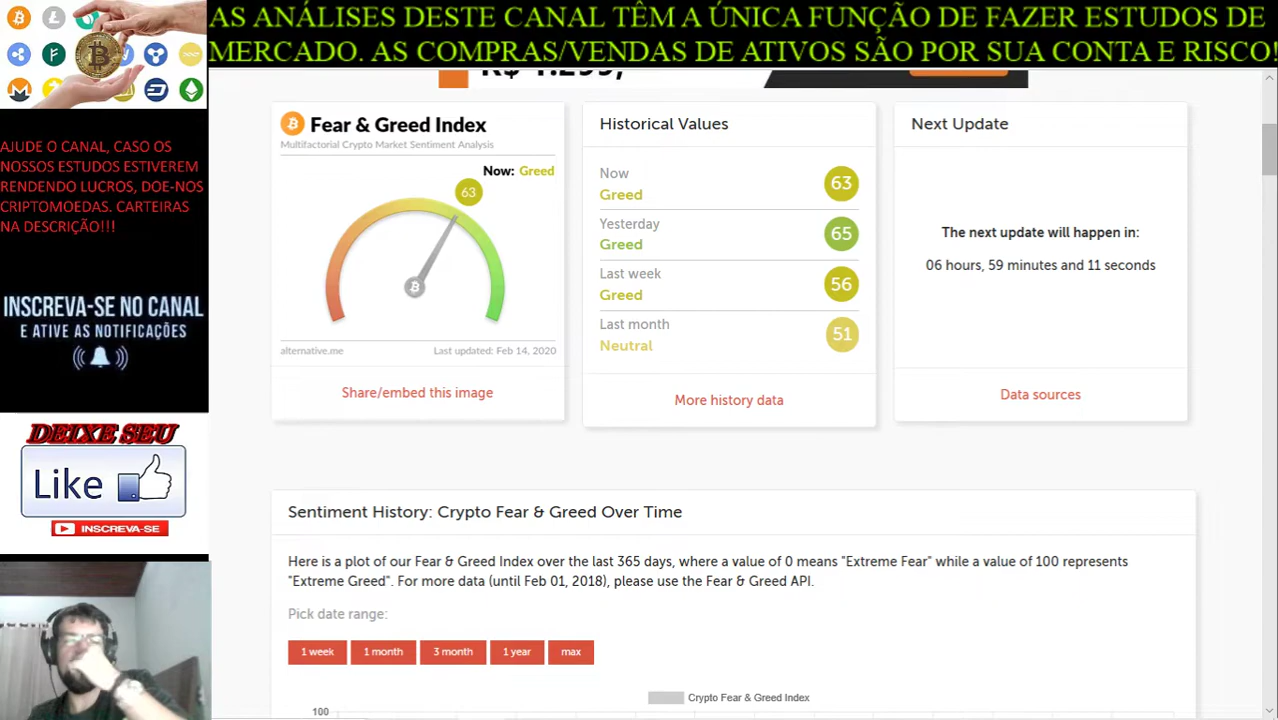 AS ANÁLISES DESTE CANAL TÊM A ÚNICA FUNÇÃO DE FAZER ESTUDOS DE
MERCADO. AS COMPRAS/VENDAS DE ATIVOS SÃO POR SUA CONTA E RISCO!
AJUDE O CANAL, CASO OS
NOSSOS ESTUDOS ESTIVEREM
RENDENDO LUCROS, DOE-NOS
CRIPTOMOEDAS. CARTEIRAS
NA DESCRIÇÃO!!!
INSCREVA-SE NO CANAL
E ATIVE AS NOTIFICAÇÕES
DEIXE SEU
Like
INSCREVA-SE
Fear & Greed Index
Multifactorial Crypto Market Sentiment Analysis
Now: Greed
63
alternative.me
Last updated: Feb 14, 2020
Share/embed this image
Historical Values
Now
Greed
63
Yesterday
Greed
65
Last week
Greed
56
Last month
Neutral
51
More history data
Next Update
The next update will happen in:
06 hours, 59 minutes and 11 seconds
Data sources
Sentiment History: Crypto Fear & Greed Over Time
Here is a plot of our Fear & Greed Index over the last 365 days, where a value of 0 means "Extreme Fear" while a value of 100 represents
"Extreme Greed". For more data (until Feb 01, 2018), please use the Fear & Greed API.
Pick date range:
1 week
1 month
3 month
1 year
max
Crypto Fear & Greed Index
100